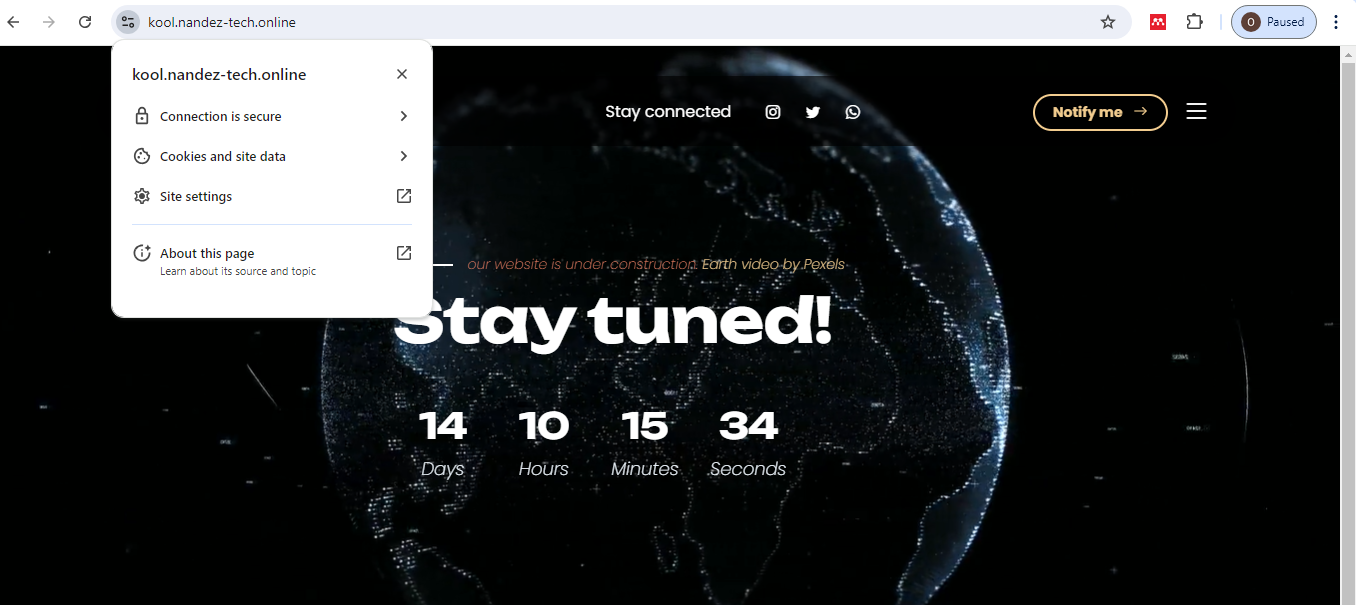 kool.nandez-tech.online
O Paused
kool.nandez-tech.online
Connection is secure
Cookies and site data
Site settings
About this page
Learn about its source and topic
Stay connected
Notify me
our website is under construction. Earth video by Pexels
Stay tuned!
14 10 15 34
Days Hours Minutes Seconds